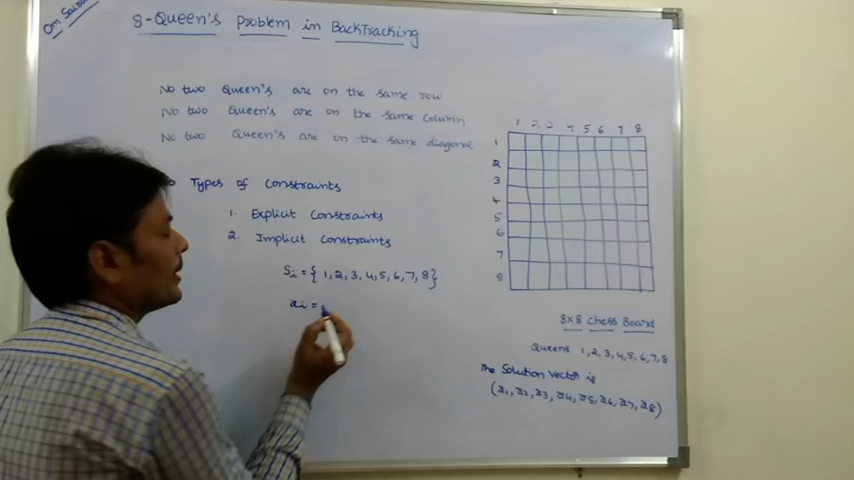 Om Sairam
8-Queen's Problem in BackTracking
No two Queen's are on the same row
No two Queen's are on the same column
No two Queen's are on the same diagonal
Types of Constraints
1. Explicit Constraints
2. Implicit Constraints
Si = { 1, 2, 3, 4, 5, 6, 7, 8 }
xi =
1 2 3 4 5 6 7 8
1
2
3
4
5
6
7
8
8x8 Chess Board
Queens 1, 2, 3, 4, 5, 6, 7, 8
The Solution Vector is
(x1, x2, x3, x4, x5, x6, x7, x8)